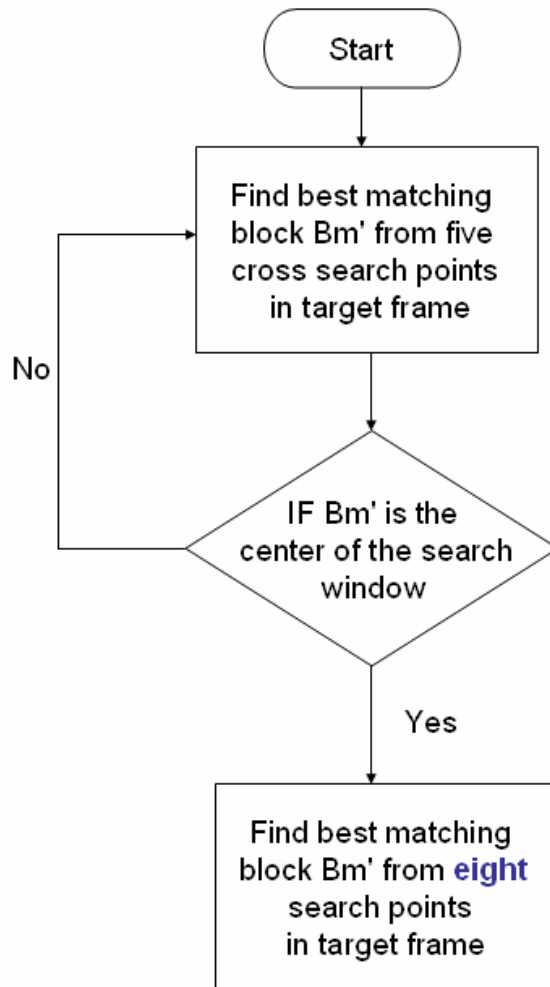 Start
Find best matching
block Bm' from five
cross search points
in target frame
No
IF Bm' is the
center of the search
window
Yes
Find best matching
block Bm' from eight
search points
in target frame